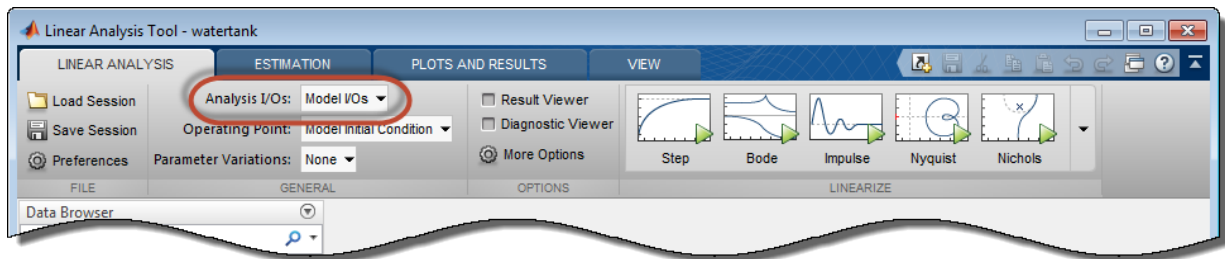 Linear Analysis Tool - watertank
LINEAR ANALYSIS ESTIMATION PLOTS AND RESULTS VIEW
Load Session Analysis I/Os: Model I/Os Result Viewer
Save Session Operating Point: Model Initial Condition Diagnostic Viewer
Preferences Parameter Variations: None More Options Step Bode Impulse Nyquist Nichols
FILE GENERAL OPTIONS LINEARIZE
Data Browser